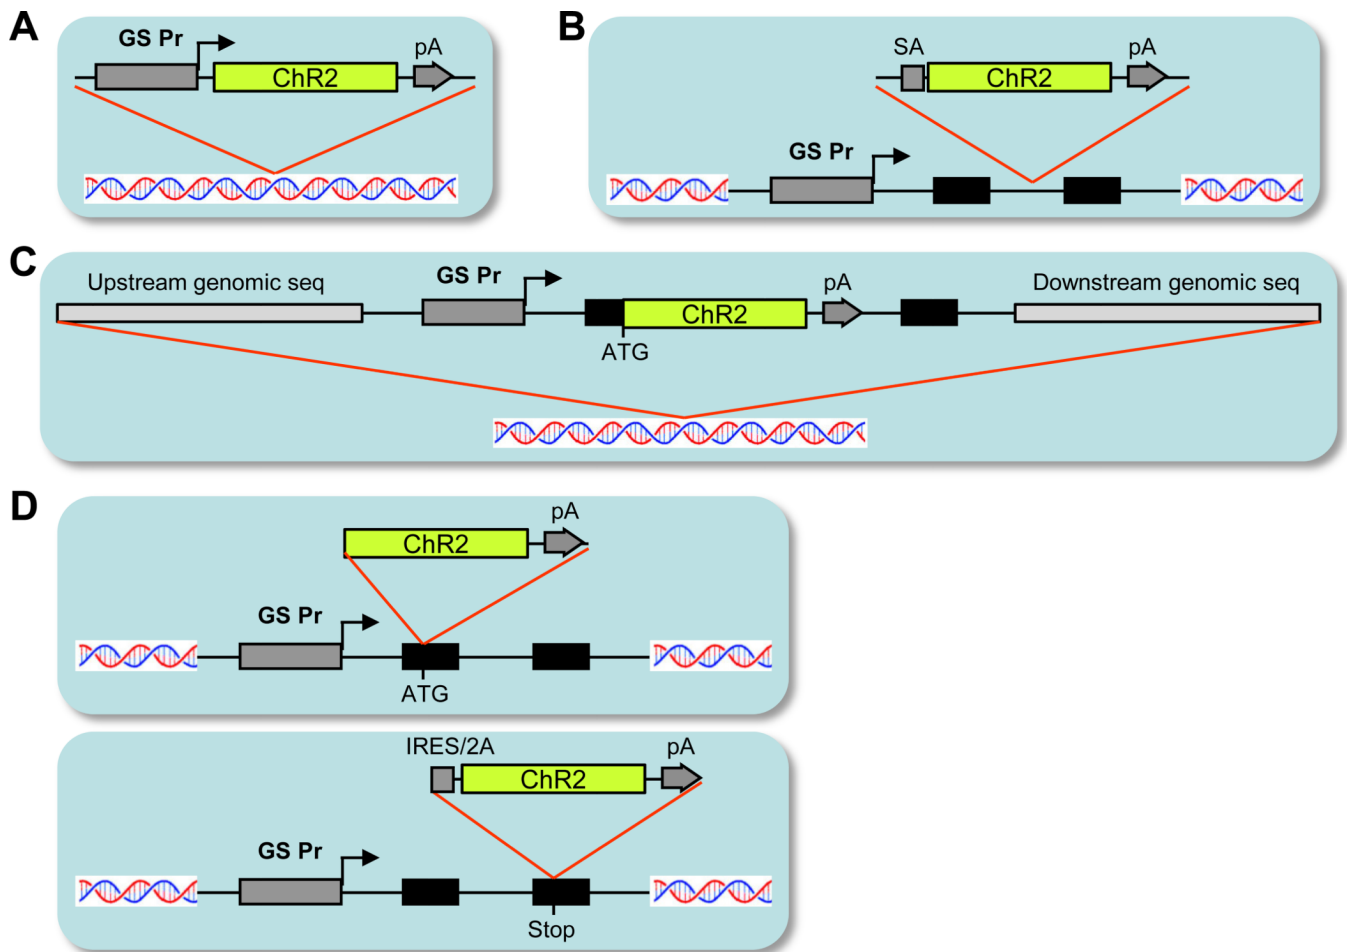 A
GS Pr
pA
ChR2
B
SA
pA
ChR2
GS Pr
C
Upstream genomic seq
GS Pr
pA
Downstream genomic seq
ChR2
ATG
D
pA
ChR2
GS Pr
ATG
IRES/2A
pA
ChR2
GS Pr
Stop